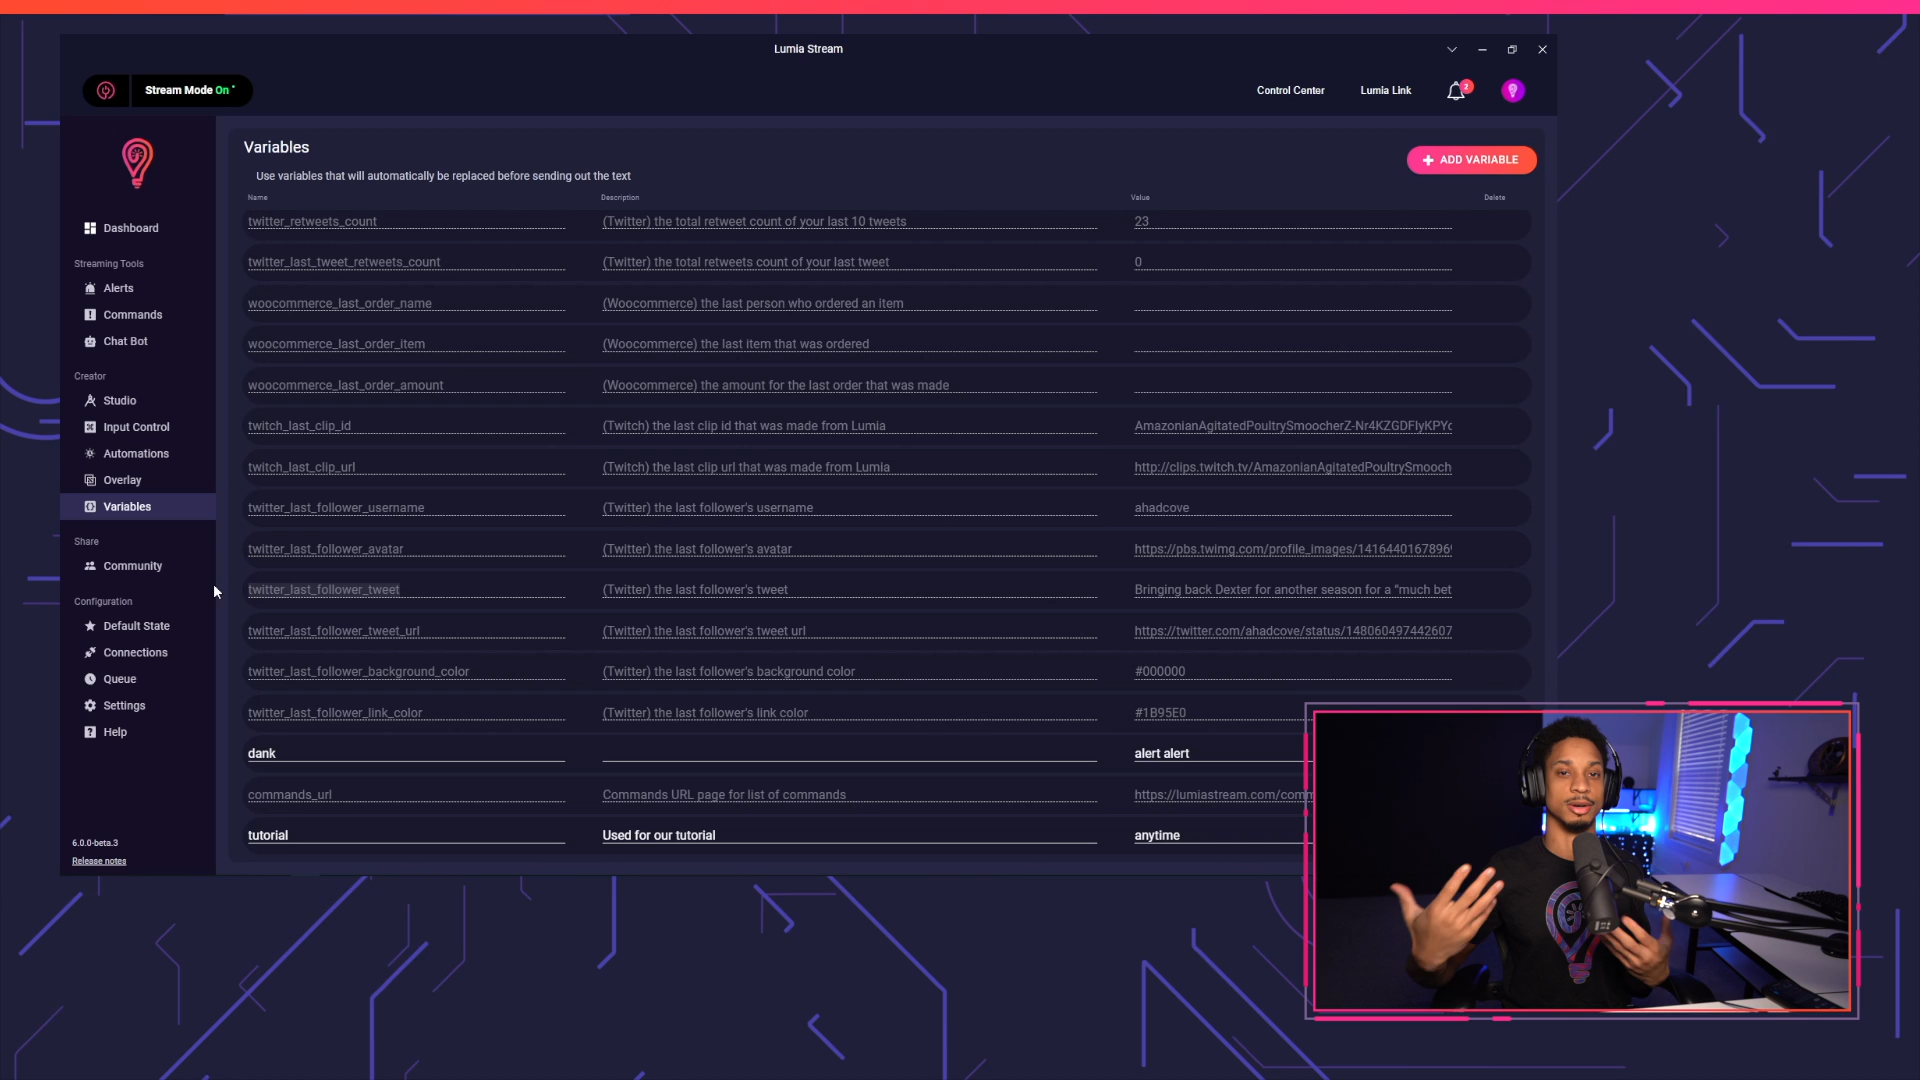 Lumia Stream
Stream Mode On
Control Center
Lumia Link
2
Variables
ADD VARIABLE
Use variables that will automatically be replaced before sending out the text
Name Description Value Delete
twitter_retweets_count (Twitter) the total retweet count of your last 10 tweets 23
twitter_last_tweet_retweets_count (Twitter) the total retweets count of your last tweet 0
woocommerce_last_order_name (Woocommerce) the last person who ordered an item
woocommerce_last_order_item (Woocommerce) the last item that was ordered
woocommerce_last_order_amount (Woocommerce) the amount for the last order that was made
twitch_last_clip_id (Twitch) the last clip id that was made from Lumia AmazonianAgitatedPoultrySmoocherZ-Nr4KZGDFIyKPYc
twitch_last_clip_url (Twitch) the last clip url that was made from Lumia http://clips.twitch.tv/AmazonianAgitatedPoultrySmooch
twitter_last_follower_username (Twitter) the last follower's username ahadcove
twitter_last_follower_avatar (Twitter) the last follower's avatar https://pbs.twimg.com/profile_images/1416440167896
twitter_last_follower_tweet (Twitter) the last follower's tweet Bringing back Dexter for another season for a "much bet
twitter_last_follower_tweet_url (Twitter) the last follower's tweet url https://twitter.com/ahadcove/status/148060497442607
twitter_last_follower_background_color (Twitter) the last follower's background color #000000
twitter_last_follower_link_color (Twitter) the last follower's link color #1B95E0
dank alert alert
commands_url Commands URL page for list of commands https://lumiastream.com/comm
tutorial Used for our tutorial anytime
Dashboard
Streaming Tools
Alerts
Commands
Chat Bot
Creator
Studio
Input Control
Automations
Overlay
Variables
Share
Community
Configuration
Default State
Connections
Queue
Settings
Help
6.0.0-beta.3
Release notes